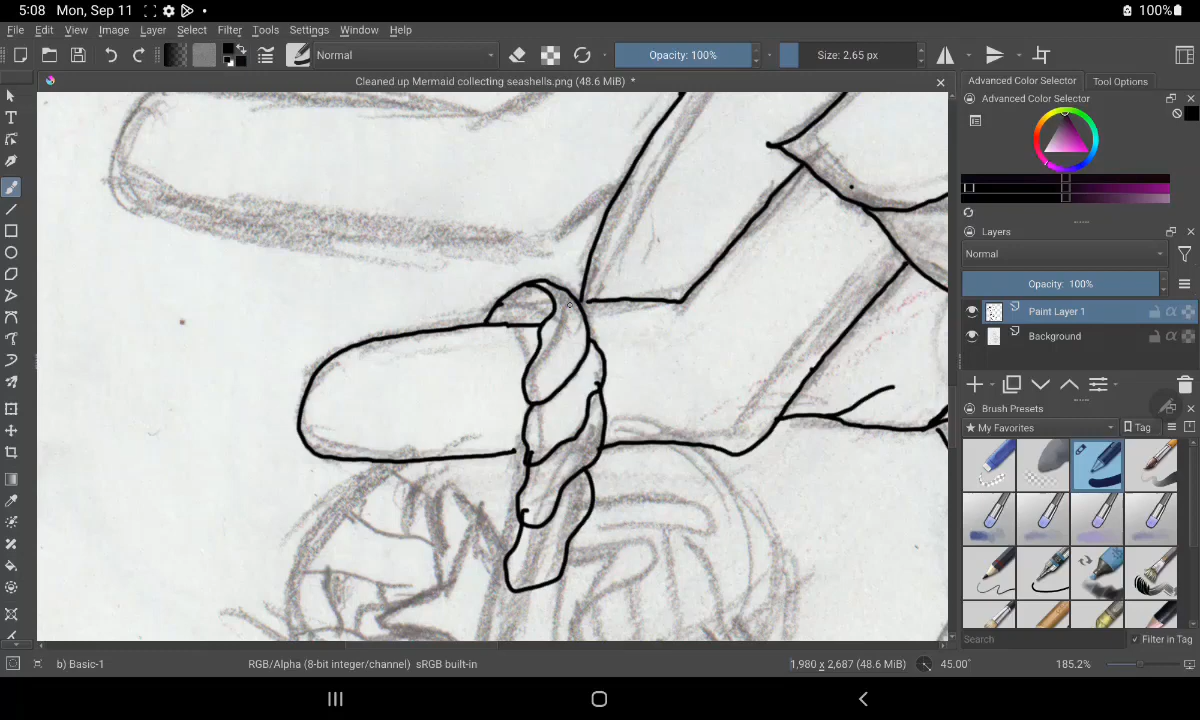 5:08 Mon, Sep 11
100%
File Edit View Image Layer Filter Tools Select Settings Window Help
Normal
Opacity: 100%
Size: 2.65 px
Cleaned up Mermaid collecting seashells.png (48.6 MiB) *
Advanced Color Selector
Tool Options
Advanced Color Selector
Layers
Normal
Opacity: 100%
Paint Layer 1
Background
Brush Presets
★ My Favorites
Tag
Search
Filter in Tag
b) Basic-1
RGB/Alpha (8-bit integer/channel) sRGB built-in
1,980 x 2,687 (48.6 MiB)
45.00°
185.2%